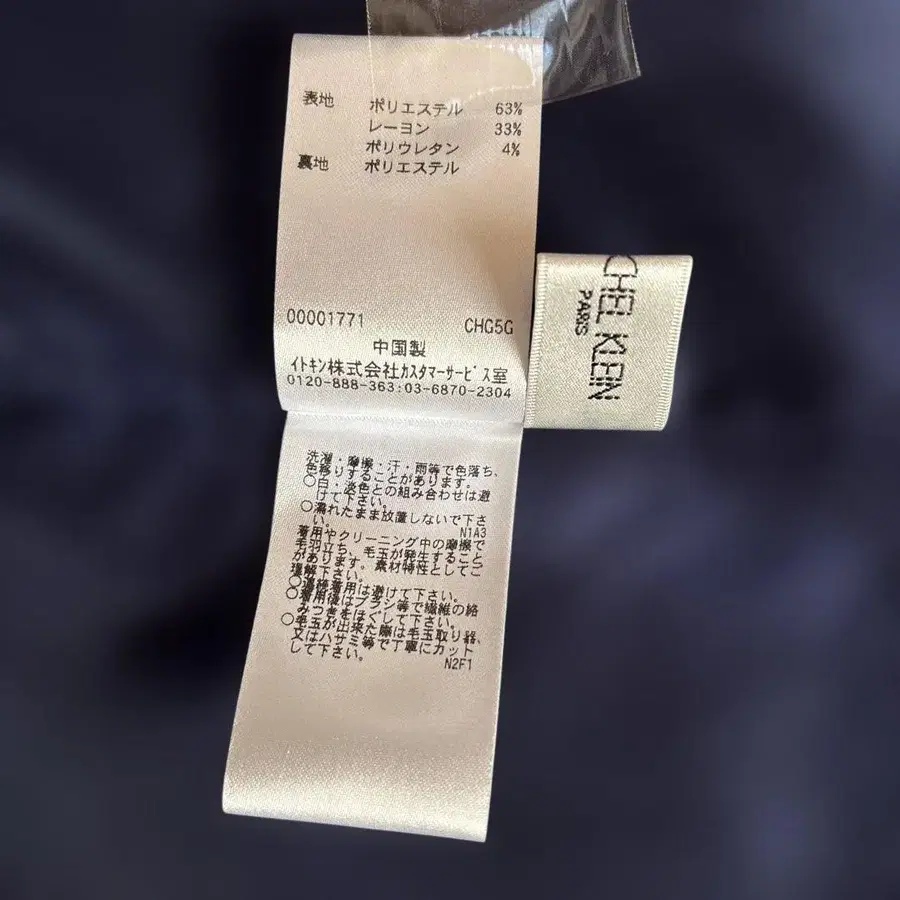 表地 ポリエステル 63%
レーヨン 33%
ポリウレタン 4%
裏地 ポリエステル
00001771 CHG5G
中国製
イトキン株式会社カスタマーサービス室
0120-888-363:03-6870-2304
CHEL KLEIN
PARIS
洗濯・摩擦・汗・雨等で色落ち、
色移りすることがあります。
○白・淡色との組み合わせは避
けて下さい。
○濡れたまま放置しないで下さ
い。
N1A3
着用やクリーニング中の摩擦で
毛羽立ち、毛玉が発生すること
があります。素材特性としてご
理解下さい。
○連続着用は避けて下さい。
○着用後はブラシ等で繊維の絡
みつきをほぐして下さい。
○毛玉が出来た際は毛玉取り器、
又はハサミ等で丁寧にカット
して下さい。
N2F1